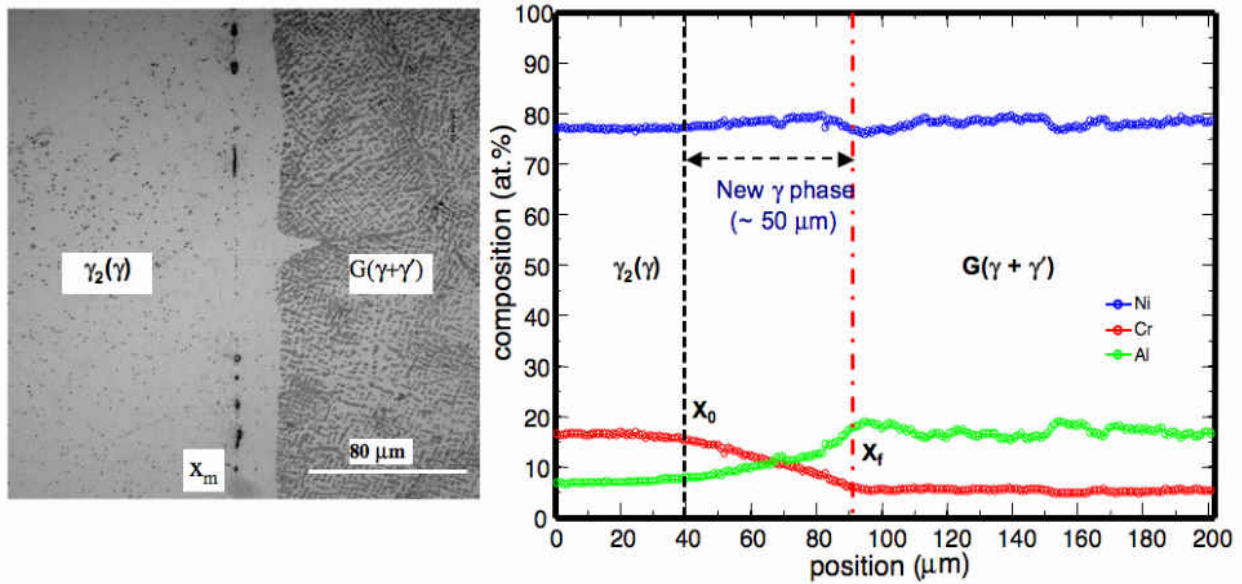 γ₂(γ)
G(γ+γ′)
80 μm
Xₘ
composition (at.%)
100
90
80
70
60
50
40
30
20
10
0
New γ phase
(~ 50 μm)
γ₂(γ)
G(γ + γ′)
Ni
Cr
Al
X₀
X_f
0 20 40 60 80 100 120 140 160 180 200
position (μm)